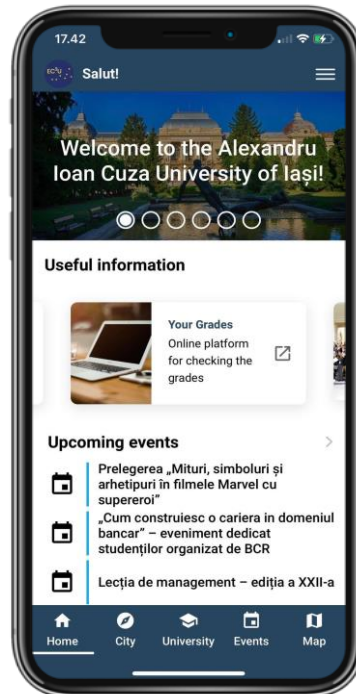 17.42
EC²U
Salut!
Welcome to the Alexandru
Ioan Cuza University of Iași!
Useful information
Your Grades
Online platform
for checking the
grades
Upcoming events
Prelegerea „Mituri, simboluri și
arhetipuri în filmele Marvel cu
supereroi”
„Cum construiesc o cariera in domeniul
bancar” – eveniment dedicat
studenților organizat de BCR
Lecția de management – ediția a XXII-a
Home City University Events Map